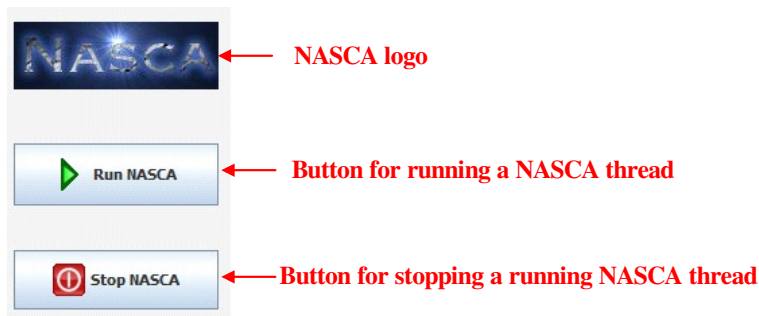 NASCA NASCA logo
Run NASCA Button for running a NASCA thread
Stop NASCA Button for stopping a running NASCA thread